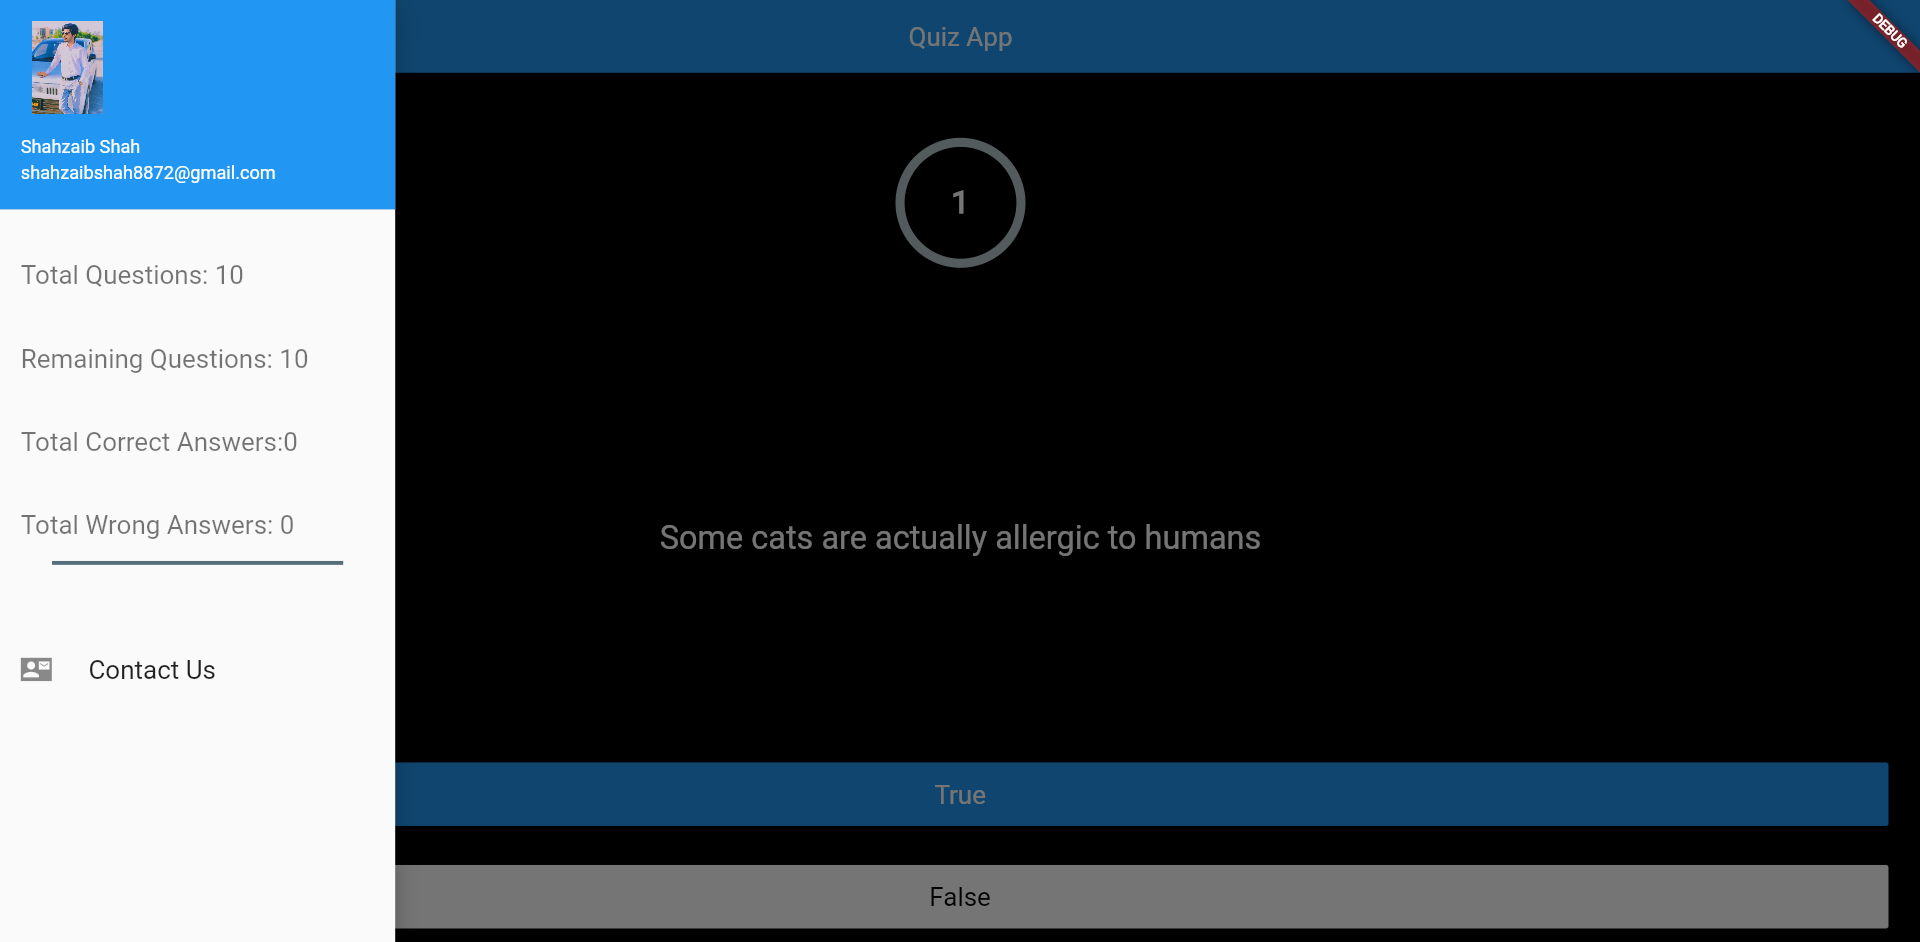 Shahzaib Shah
shahzaibshah8872@gmail.com
Total Questions: 10
Remaining Questions: 10
Total Correct Answers:0
Total Wrong Answers: 0
Contact Us
Quiz App
DEBUG
1
Some cats are actually allergic to humans
True
False